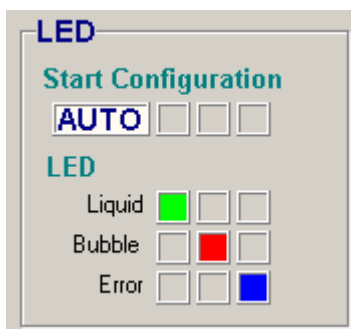 LED
Start Configuration
AUTO
LED
Liquid
Bubble
Error